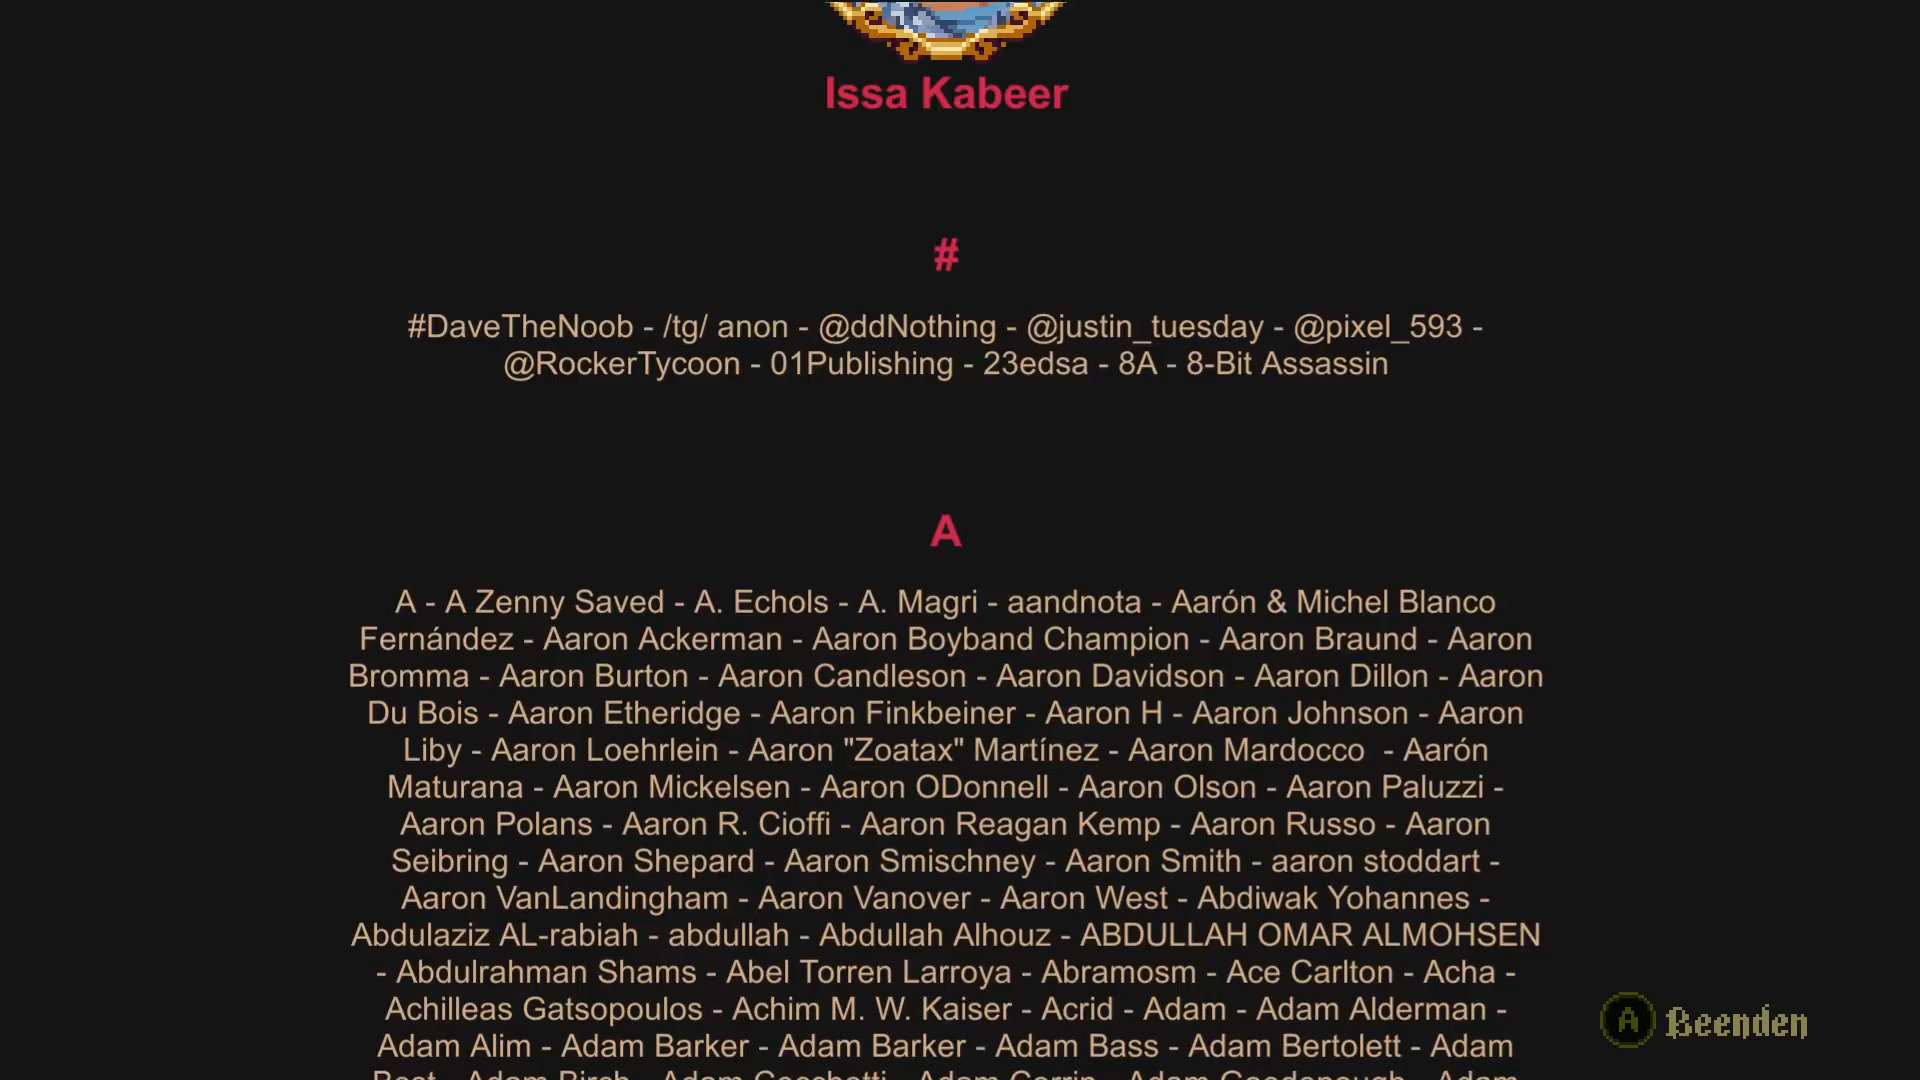 Issa Kabeer
#
#DaveTheNoob - /tg/ anon - @ddNothing - @justin_tuesday - @pixel_593 -
@RockerTycoon - 01Publishing - 23edsa - 8A - 8-Bit Assassin
A
A - A Zenny Saved - A. Echols - A. Magri - aandnota - Aarón & Michel Blanco
Fernández - Aaron Ackerman - Aaron Boyband Champion - Aaron Braund - Aaron
Bromma - Aaron Burton - Aaron Candleson - Aaron Davidson - Aaron Dillon - Aaron
Du Bois - Aaron Etheridge - Aaron Finkbeiner - Aaron H - Aaron Johnson - Aaron
Liby - Aaron Loehrlein - Aaron "Zoatax" Martínez - Aaron Mardocco - Aarón
Maturana - Aaron Mickelsen - Aaron ODonnell - Aaron Olson - Aaron Paluzzi -
Aaron Polans - Aaron R. Cioffi - Aaron Reagan Kemp - Aaron Russo - Aaron
Seibring - Aaron Shepard - Aaron Smischney - Aaron Smith - aaron stoddart -
Aaron VanLandingham - Aaron Vanover - Aaron West - Abdiwak Yohannes -
Abdulaziz AL-rabiah - abdullah - Abdullah Alhouz - ABDULLAH OMAR ALMOHSEN
- Abdulrahman Shams - Abel Torren Larroya - Abramosm - Ace Carlton - Acha -
Achilleas Gatsopoulos - Achim M. W. Kaiser - Acrid - Adam - Adam Alderman -
Adam Alim - Adam Barker - Adam Barker - Adam Bass - Adam Bertolett - Adam
A Beenden